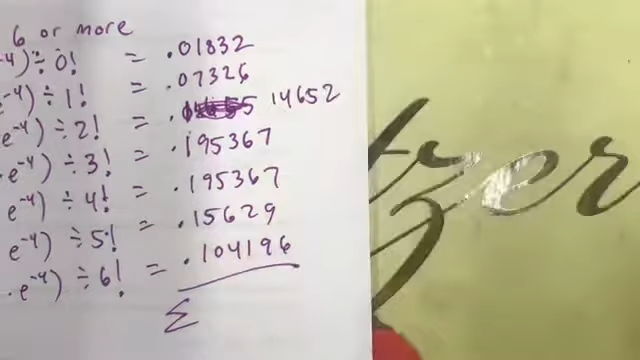 6 or more
-4) ÷ 0! = .01832
e-4) ÷ 1! = .07326
e-4) ÷ 2! = . 14652
e-4) ÷ 3! = .195367
e-4) ÷ 4! = .195367
e-4) ÷ 5! = .15629
·e-4) ÷ 6! = .104196
Σ
tzer